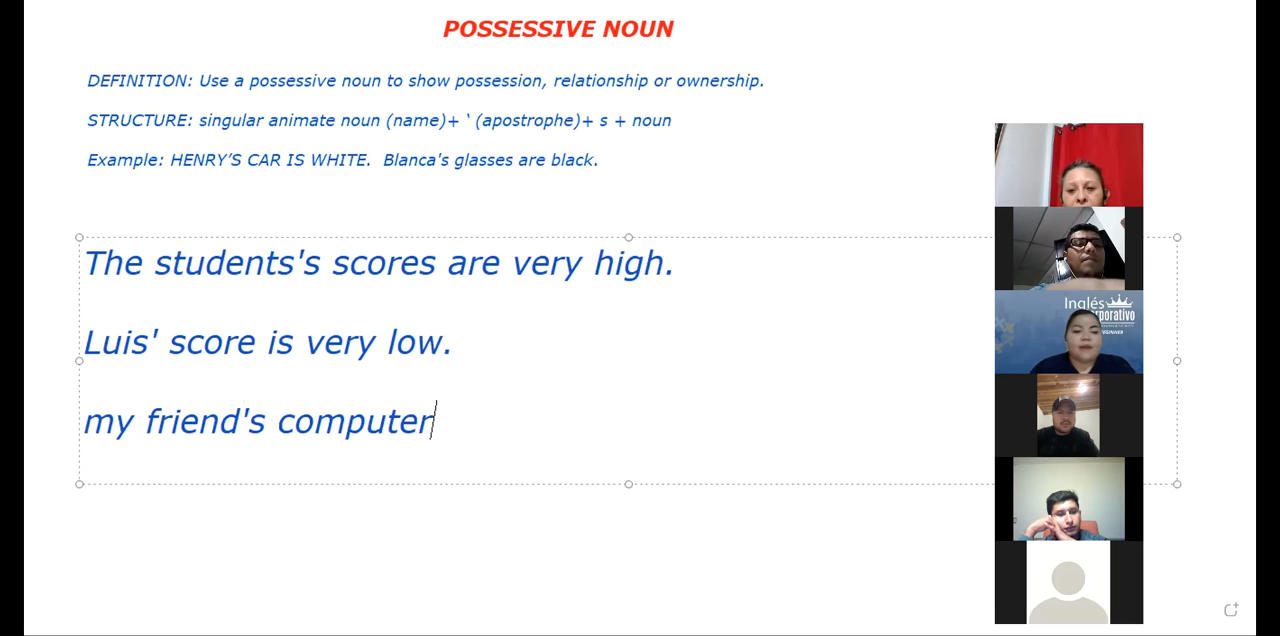 POSSESSIVE NOUN
DEFINITION: Use a possessive noun to show possession, relationship or ownership.
STRUCTURE: singular animate noun (name)+ ‘ (apostrophe)+ s + noun
Example: HENRY’S CAR IS WHITE.  Blanca's glasses are black.
The students's scores are very high.
Luis' score is very low.
my friend's computer
Inglés